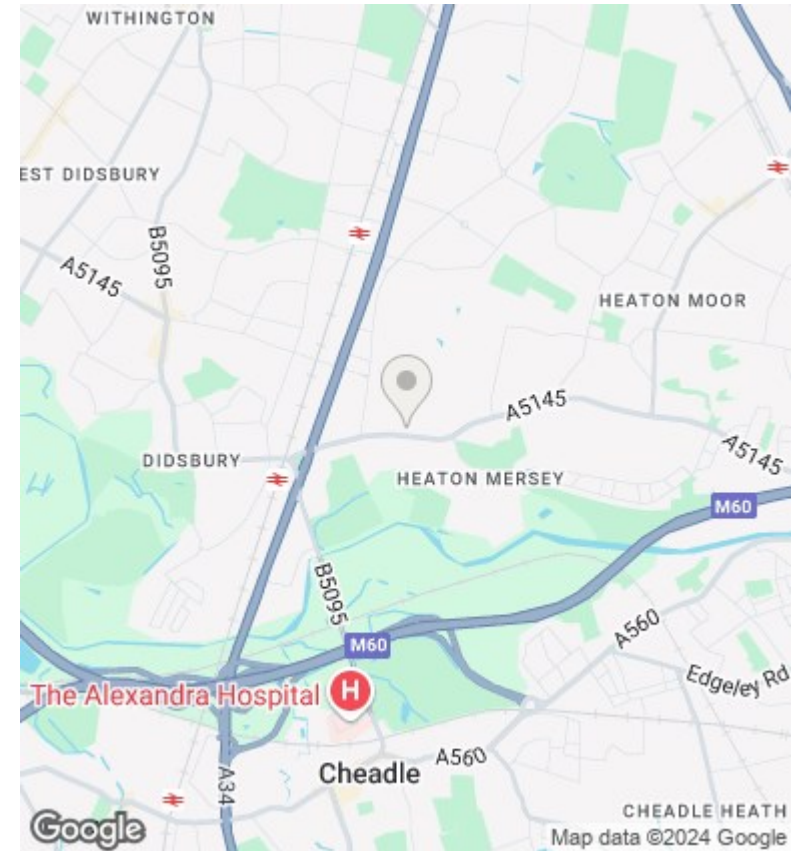 WITHINGTON
EST DIDSBURY
B5095
A5145
HEATON MOOR
A5145
A5145
DIDSBURY
HEATON MERSEY
M60
B5095
A560
M60
Edgeley Rd
The Alexandra Hospital
H
A560
Cheadle
A34
CHEADLE HEATH
Google
Map data ©2024 Google